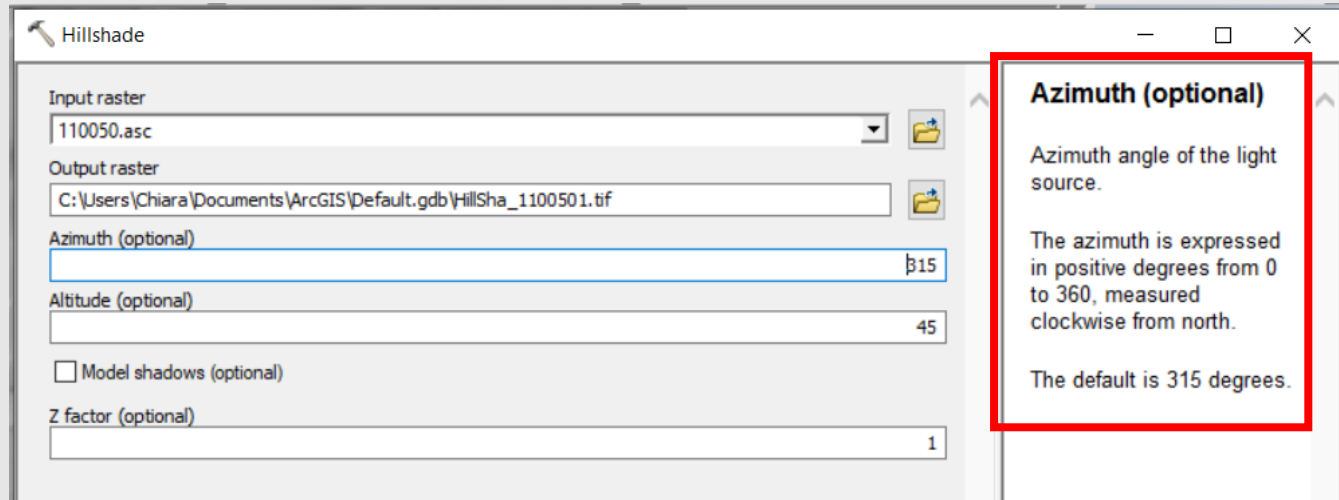 Hillshade
Input raster
110050.asc
Output raster
C:\Users\Chiara\Documents\ArcGIS\Default.gdb\HillSha_1100501.tif
Azimuth (optional)
315
Altitude (optional)
45
Model shadows (optional)
Z factor (optional)
1
Azimuth (optional)
Azimuth angle of the light
source.
The azimuth is expressed
in positive degrees from 0
to 360, measured
clockwise from north.
The default is 315 degrees.